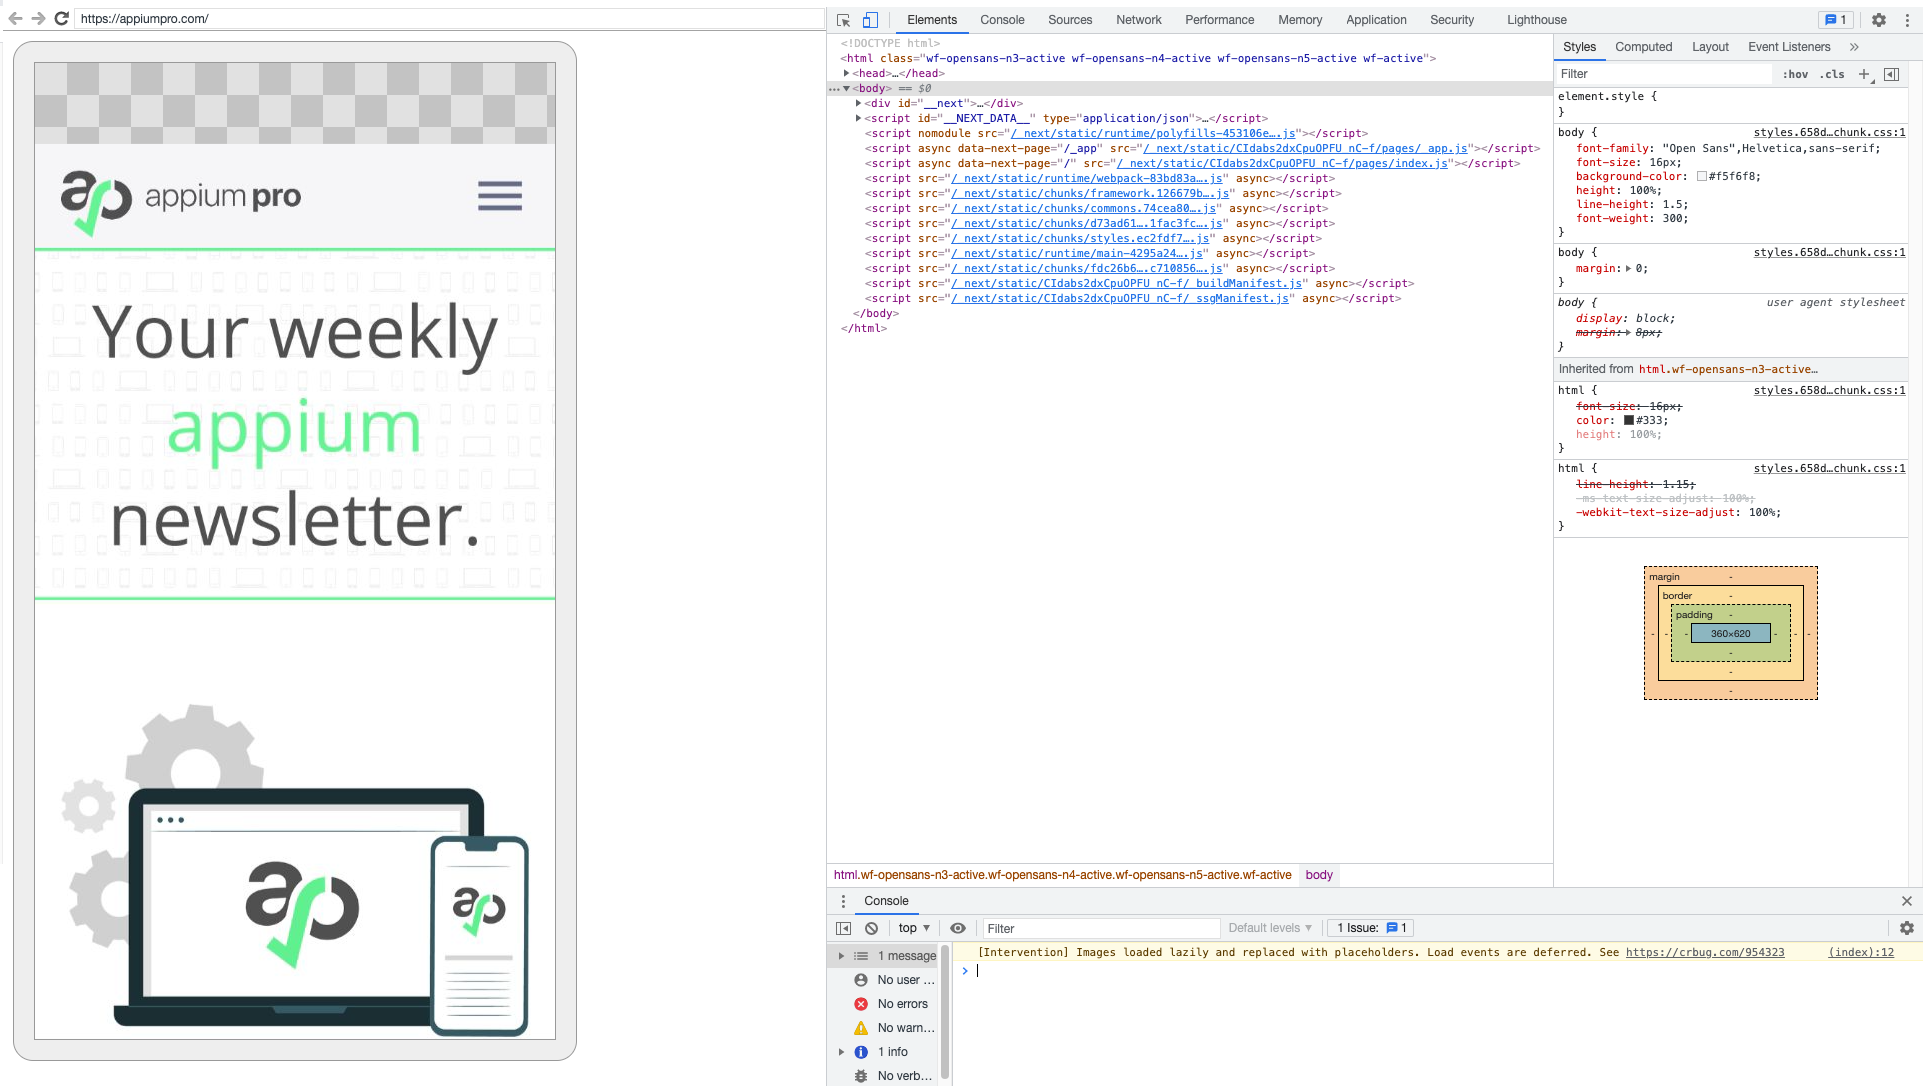 https://appiumpro.com/
appium pro
Your weekly
appium
newsletter.
Elements Console Sources Network Performance Memory Application Security Lighthouse 1
<!DOCTYPE html>
<html class="wf-opensans-n3-active wf-opensans-n4-active wf-opensans-n5-active wf-active">
<head>…</head>
<body> == $0
<div id="__next">…</div>
<script id="__NEXT_DATA__" type="application/json">…</script>
<script nomodule src="/_next/static/runtime/polyfills-453106e….js"></script>
<script async data-next-page="/_app" src="/_next/static/CIdabs2dxCpuOPFU_nC-f/pages/_app.js"></script>
<script async data-next-page="/" src="/_next/static/CIdabs2dxCpuOPFU_nC-f/pages/index.js"></script>
<script src="/_next/static/runtime/webpack-83bd83a….js" async></script>
<script src="/_next/static/chunks/framework.126679b….js" async></script>
<script src="/_next/static/chunks/commons.74cea80….js" async></script>
<script src="/_next/static/chunks/d73ad61….1fac3fc….js" async></script>
<script src="/_next/static/chunks/styles.ec2fdf7….js" async></script>
<script src="/_next/static/runtime/main-4295a24….js" async></script>
<script src="/_next/static/chunks/fdc26b6….c710856….js" async></script>
<script src="/_next/static/CIdabs2dxCpuOPFU_nC-f/_buildManifest.js" async></script>
<script src="/_next/static/CIdabs2dxCpuOPFU_nC-f/_ssgManifest.js" async></script>
</body>
</html>
html.wf-opensans-n3-active.wf-opensans-n4-active.wf-opensans-n5-active.wf-active body
Styles Computed Layout Event Listeners »
Filter :hov .cls +
element.style {
}
body { styles.658d…chunk.css:1
font-family: "Open Sans",Helvetica,sans-serif;
font-size: 16px;
background-color: #f5f6f8;
height: 100%;
line-height: 1.5;
font-weight: 300;
}
body { styles.658d…chunk.css:1
margin: 0;
}
body { user agent stylesheet
display: block;
margin: 8px;
}
Inherited from html.wf-opensans-n3-active…
html { styles.658d…chunk.css:1
font-size: 16px;
color: #333;
height: 100%;
}
html { styles.658d…chunk.css:1
line-height: 1.15;
-ms-text-size-adjust: 100%;
-webkit-text-size-adjust: 100%;
}
margin -
border -
padding -
- - - 360×620 - - -
-
-
-
Console
top Filter Default levels 1 Issue: 1
1 message
No user …
No errors
No warn…
1 info
No verb…
[Intervention] Images loaded lazily and replaced with placeholders. Load events are deferred. See https://crbug.com/954323 (index):12